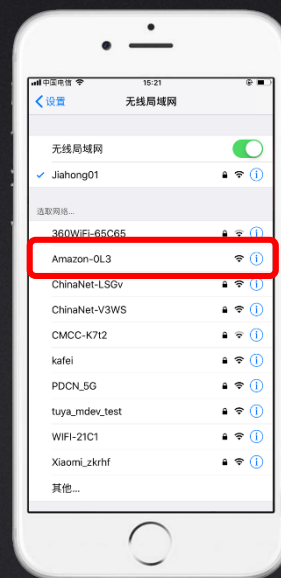 中国电信 15:21
设置 无线局域网
无线局域网
Jiahong01
选取网络...
360WiFi-65C65
Amazon-0L3
ChinaNet-LSGv
ChinaNet-V3WS
CMCC-K7t2
kafei
PDCN_5G
tuya_mdev_test
WIFI-21C1
Xiaomi_zkrhf
其他...